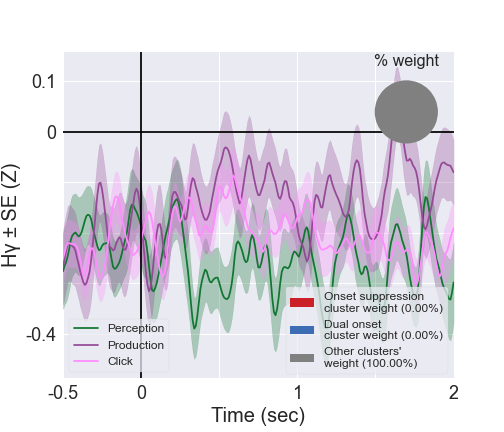 % weight
0.1
0
-0.4
Hγ ± SE (Z)
Perception
Production
Click
Onset suppression
cluster weight (0.00%)
Dual onset
cluster weight (0.00%)
Other clusters'
weight (100.00%)
-0.5
0
1
2
Time (sec)